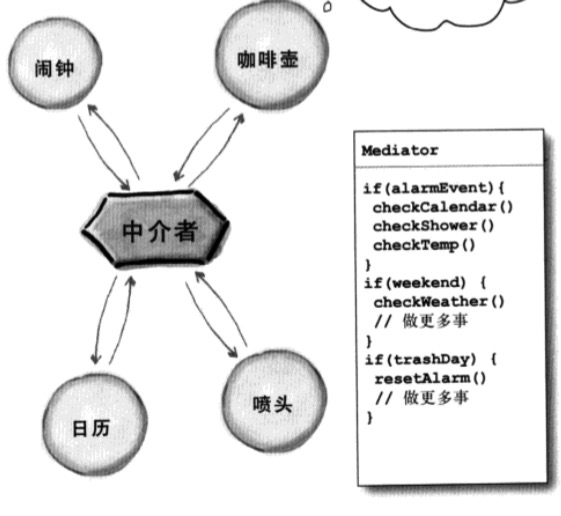 闹钟
咖啡壶
中介者
日历
喷头
Mediator
if(alarmEvent){
checkCalendar()
checkShower()
checkTemp()
}
if(weekend) {
checkWeather()
// 做更多事
}
if(trashDay) {
resetAlarm()
// 做更多事
}